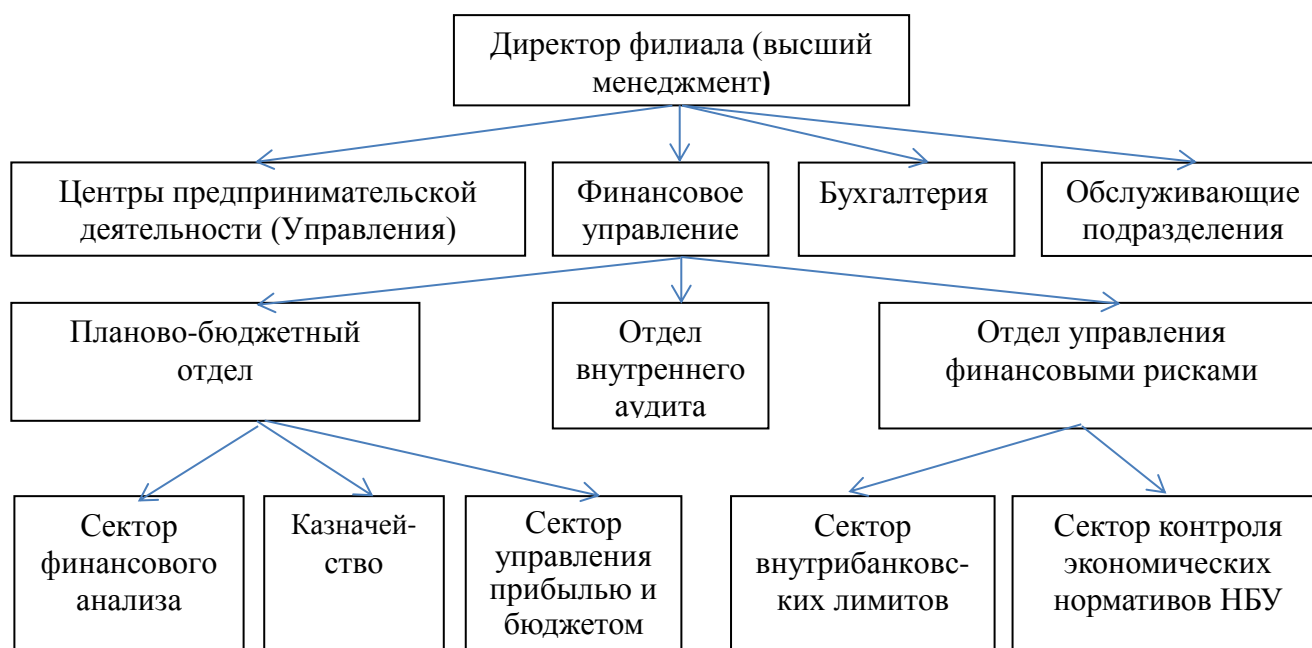 Директор филиала (высший
менеджмент)
Центры предпринимательской
деятельности (Управления)
Финансовое
управление
Бухгалтерия
Обслуживающие
подразделения
Планово-бюджетный
отдел
Отдел
внутреннего
аудита
Отдел управления
финансовыми рисками
Сектор
финансового
анализа
Казначей-
ство
Сектор
управления
прибылью и
бюджетом
Сектор
внутрибанковс-
ких лимитов
Сектор контроля
экономических
нормативов НБУ